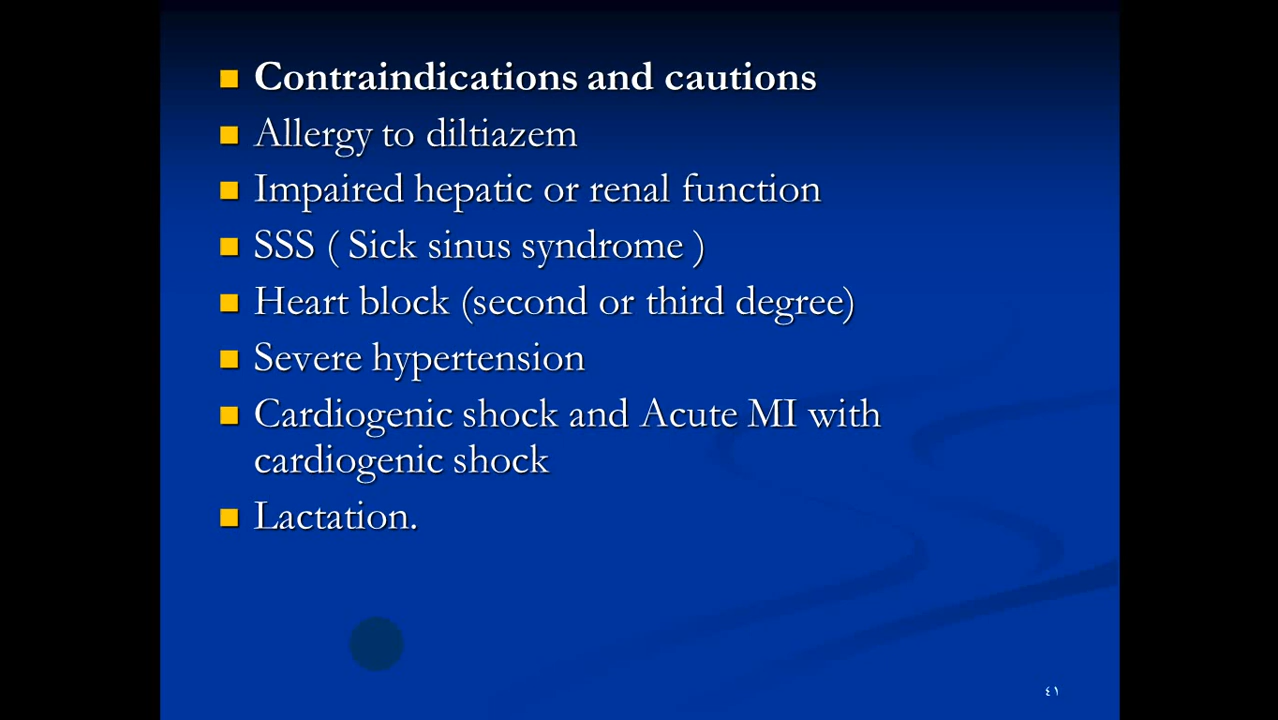 Contraindications and cautions
Allergy to diltiazem
Impaired hepatic or renal function
SSS ( Sick sinus syndrome )
Heart block (second or third degree)
Severe hypertension
Cardiogenic shock and Acute MI with
cardiogenic shock
Lactation.
٤١